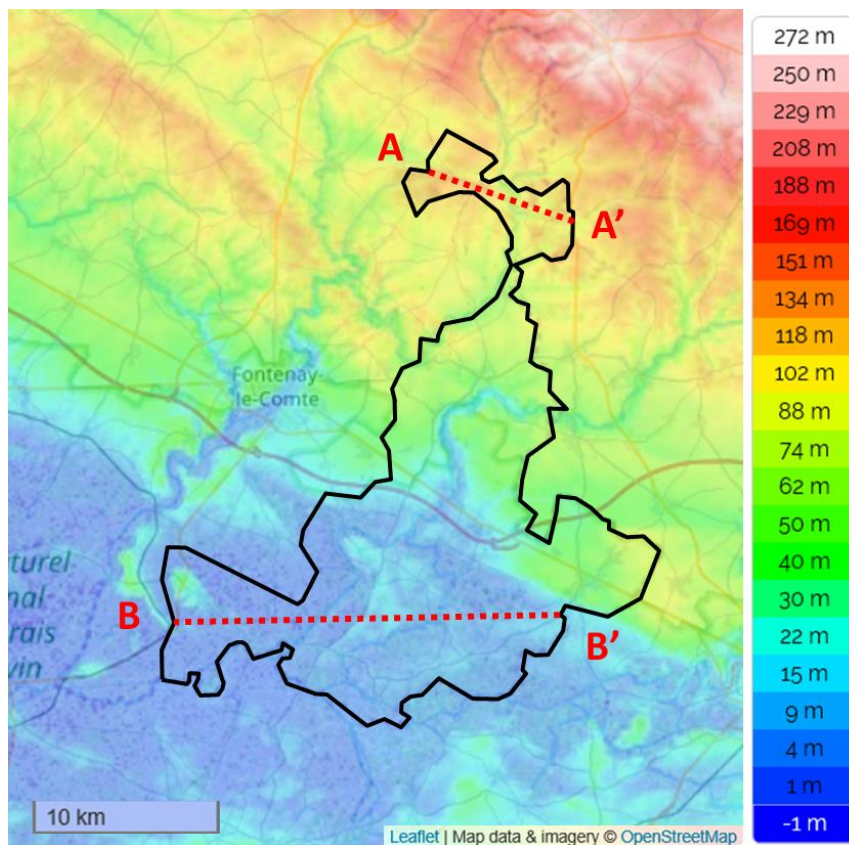 A
A'
Fontenay-
le-Comte
turel
nal
rais
vin
B
B'
10 km
Leaflet | Map data & imagery © OpenStreetMap
272 m
250 m
229 m
208 m
188 m
169 m
151 m
134 m
118 m
102 m
88 m
74 m
62 m
50 m
40 m
30 m
22 m
15 m
9 m
4 m
1 m
-1 m